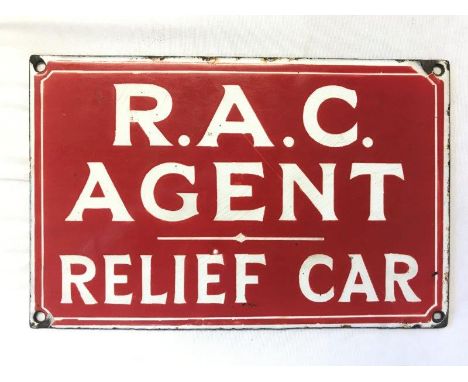 R.A.C.
AGENT
RELIEF CAR